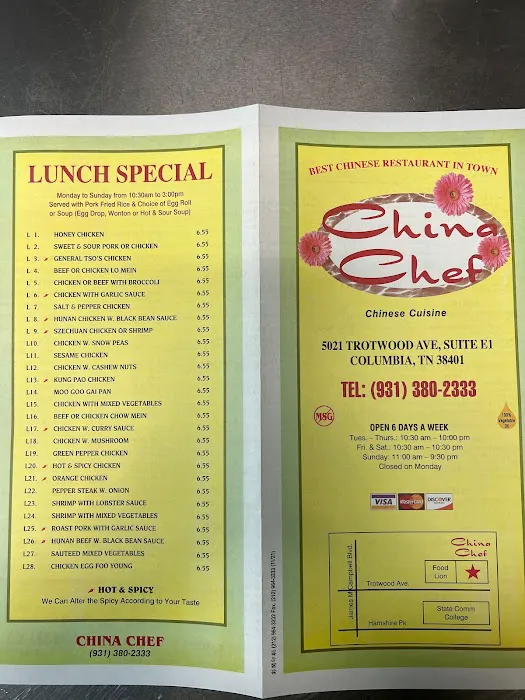 LUNCH SPECIAL
Monday to Sunday from 10:30am to 3:00pm
Served with Pork Fried Rice & Choice of Egg Roll
or Soup (Egg Drop, Wonton or Hot & Sour Soup)
L 1. HONEY CHICKEN 6.55
L 2. SWEET & SOUR PORK OR CHICKEN 6.55
L 3. GENERAL TSO'S CHICKEN 6.55
L 4. BEEF OR CHICKEN LO MEIN 6.55
L 5. CHICKEN OR BEEF WITH BROCCOLI 6.55
L 6. CHICKEN WITH GARLIC SAUCE 6.55
L 7. SALT & PEPPER CHICKEN 6.55
L 8. HUNAN CHICKEN W. BLACK BEAN SAUCE 6.55
L 9. SZECHUAN CHICKEN OR SHRIMP 6.55
L10. CHICKEN W. SNOW PEAS 6.55
L11. SESAME CHICKEN 6.55
L12. CHICKEN W. CASHEW NUTS 6.55
L13. KUNG PAO CHICKEN 6.55
L14. MOO GOO GAI PAN 6.55
L15. CHICKEN WITH MIXED VEGETABLES 6.55
L16. BEEF OR CHICKEN CHOW MEIN 6.55
L17. CHICKEN W. CURRY SAUCE 6.55
L18. CHICKEN W. MUSHROOM 6.55
L19. GREEN PEPPER CHICKEN 6.55
L20. HOT & SPICY CHICKEN 6.55
L21. ORANGE CHICKEN 6.55
L22. PEPPER STEAK W. ONION 6.55
L23. SHRIMP WITH LOBSTER SAUCE 6.55
L24. SHRIMP WITH MIXED VEGETABLES 6.55
L25. ROAST PORK WITH GARLIC SAUCE 6.55
L26. HUNAN BEEF W. BLACK BEAN SAUCE 6.55
L27. SAUTEED MIXED VEGETABLES 6.55
L28. CHICKEN EGG FOO YOUNG 6.55
HOT & SPICY
We Can Alter the Spicy According to Your Taste
CHINA CHEF
(931) 380-2333
BEST CHINESE RESTAURANT IN TOWN
China
Chef
Chinese Cuisine
5021 TROTWOOD AVE, SUITE E1
COLUMBIA, TN 38401
TEL: (931) 380-2333
MSG
100%
Vegetable
Oil
OPEN 6 DAYS A WEEK
Tues. – Thurs.: 10:30 am – 10:00 pm
Fri. & Sat.: 10:30 am – 10:30 pm
Sunday: 11:00 am – 9:30 pm
Closed on Monday
VISA MasterCard DISCOVER
China
Chef
Food
Lion
Trotwood Ave.
James M Campbell Blvd.
State Comm
College
Hamshire Pk